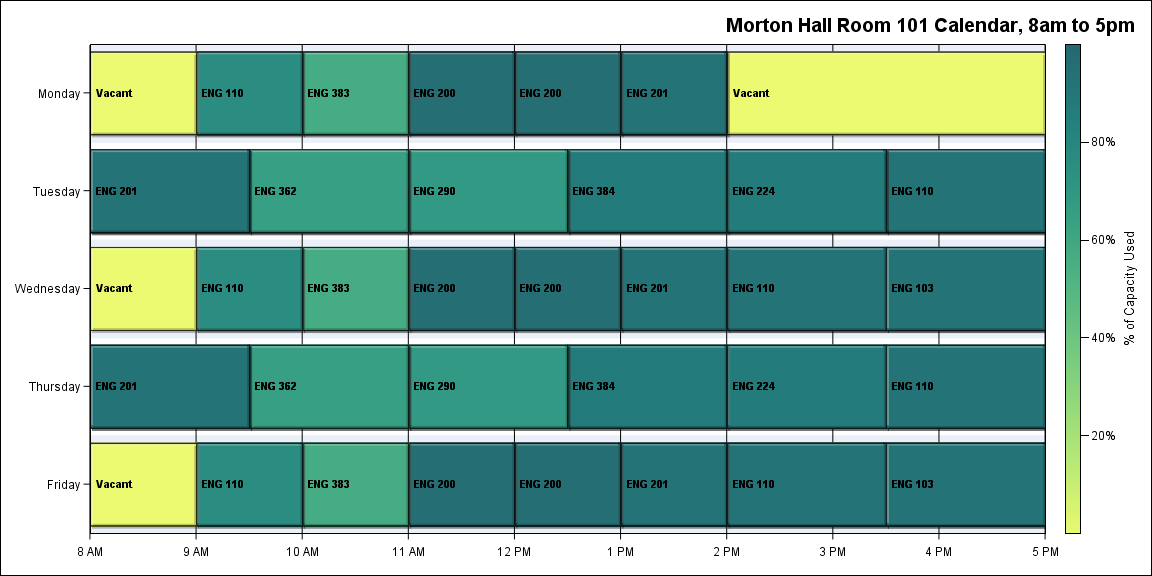 Morton Hall Room 101 Calendar, 8am to 5pm
Monday
Vacant
ENG 110
ENG 383
ENG 200
ENG 200
ENG 201
Vacant
Tuesday
ENG 201
ENG 362
ENG 290
ENG 384
ENG 224
ENG 110
Wednesday
Vacant
ENG 110
ENG 383
ENG 200
ENG 200
ENG 201
ENG 110
ENG 103
Thursday
ENG 201
ENG 362
ENG 290
ENG 384
ENG 224
ENG 110
Friday
Vacant
ENG 110
ENG 383
ENG 200
ENG 200
ENG 201
ENG 110
ENG 103
8 AM
9 AM
10 AM
11 AM
12 PM
1 PM
2 PM
3 PM
4 PM
5 PM
80%
60%
40%
20%
% of Capacity Used